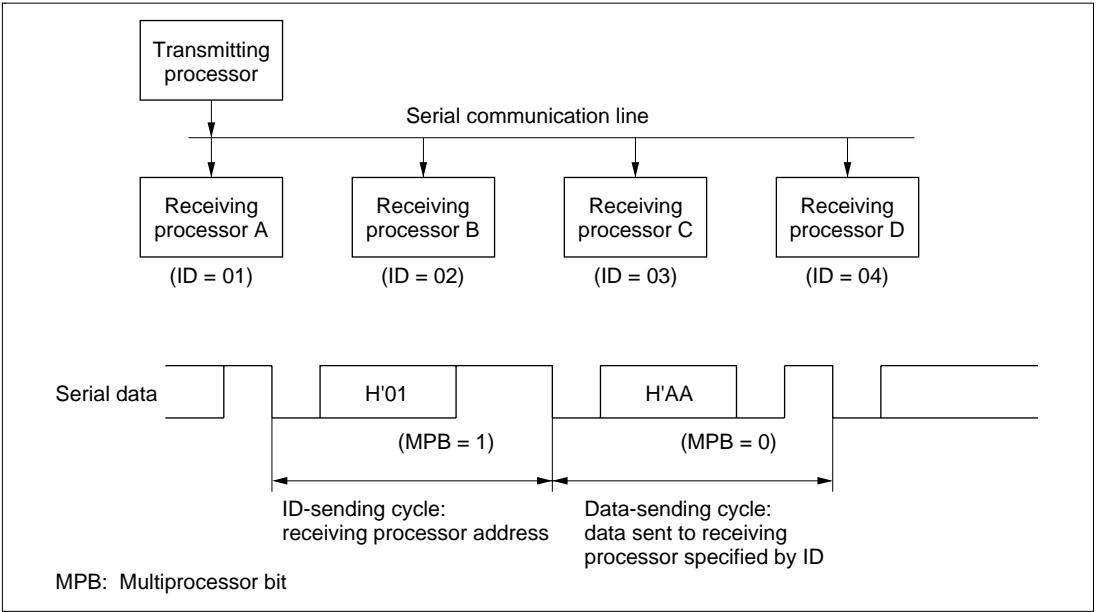 Transmitting
processor
Serial communication line
Receiving
processor A
Receiving
processor B
Receiving
processor C
Receiving
processor D
(ID = 01)
(ID = 02)
(ID = 03)
(ID = 04)
Serial data
H'01
H'AA
(MPB = 1)
(MPB = 0)
ID-sending cycle:
receiving processor address
Data-sending cycle:
data sent to receiving
processor specified by ID
MPB: Multiprocessor bit